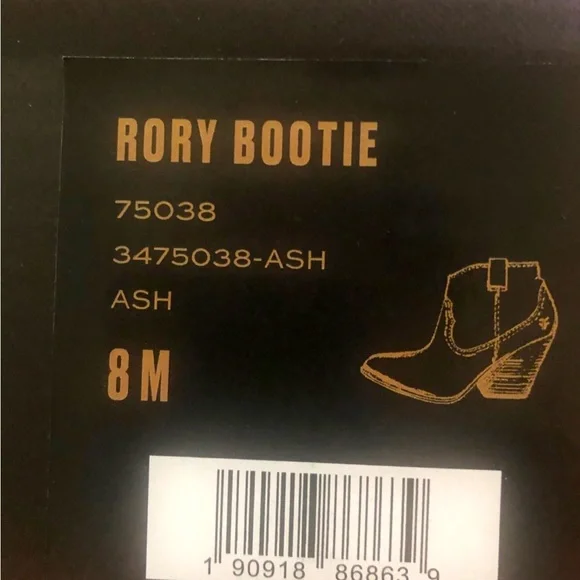 RORY BOOTIE
75038
3475038-ASH
ASH
8 M
1 90918 86863 9